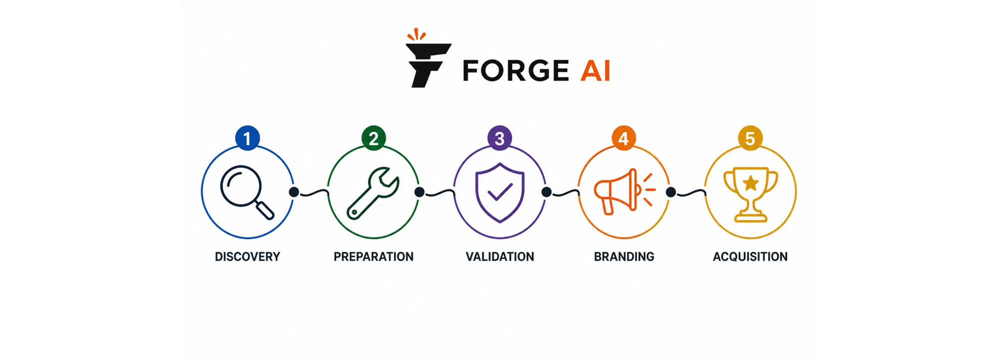 FORGE AI
1
2
3
4
5
DISCOVERY
PREPARATION
VALIDATION
BRANDING
ACQUISITION